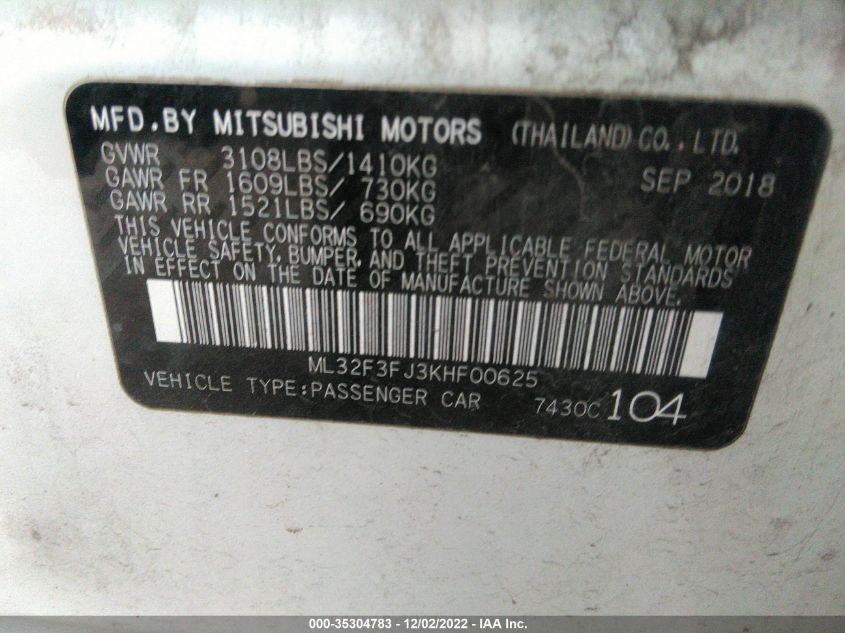 MFD.BY MITSUBISHI MOTORS (THAILAND) CO., LTD.
GVWR 3108LBS/1410KG SEP 2018
GAWR FR 1609LBS/ 730KG
GAWR RR 1521LBS/ 690KG
THIS VEHICLE CONFORMS TO ALL APPLICABLE FEDERAL MOTOR
VEHICLE SAFETY, BUMPER, AND THEFT PREVENTION STANDARDS
IN EFFECT ON THE DATE OF MANUFACTURE SHOWN ABOVE.
ML32F3FJ3KHF00625
VEHICLE TYPE:PASSENGER CAR 7430C 104
000-35304783 - 12/02/2022 - IAA Inc.